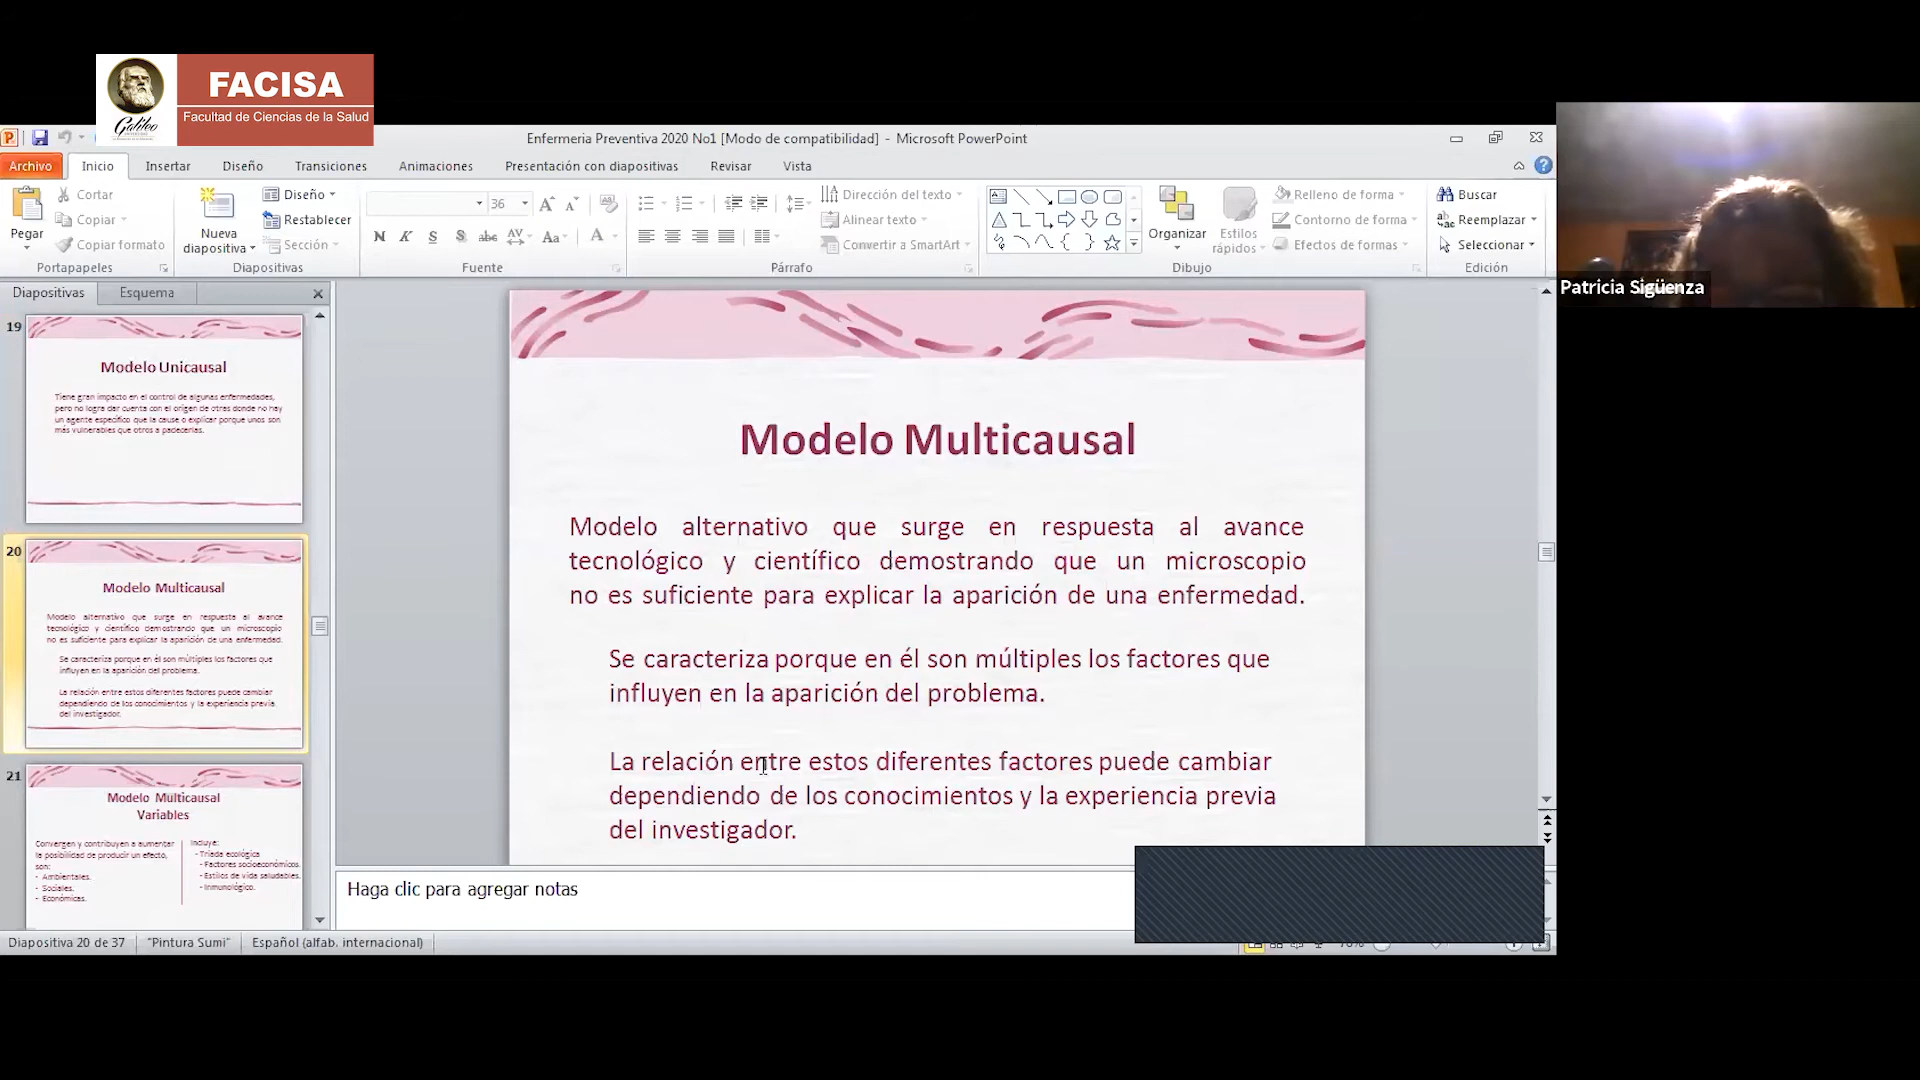 FACISA
Facultad de Ciencias de la Salud
Galileo
Enfermeria Preventiva 2020 No1 [Modo de compatibilidad] - Microsoft PowerPoint
Archivo Inicio Insertar Diseño Transiciones Animaciones Presentación con diapositivas Revisar Vista
Pegar
Cortar
Copiar
Copiar formato
Portapapeles
Nueva
diapositiva
Diseño
Restablecer
Sección
Diapositivas
36
N K S S abc AV Aa A
Fuente
Dirección del texto
Alinear texto
Convertir a SmartArt
Párrafo
Organizar
Estilos
rápidos
Relleno de forma
Contorno de forma
Efectos de formas
Dibujo
Buscar
Reemplazar
Seleccionar
Edición
Patricia Sigüenza
Diapositivas Esquema
19
Modelo Unicausal
Tiene gran impacto en el control de algunas enfermedades,
pero no logra dar cuenta con el origen de otras donde no hay
un agente específico que la cause o explicar porque unos son
más vulnerables que otros a padecerlas.
20
Modelo Multicausal
Modelo alternativo que surge en respuesta al avance
tecnológico y científico demostrando que un microscopio
no es suficiente para explicar la aparición de una enfermedad.
Se caracteriza porque en él son múltiples los factores que
influyen en la aparición del problema.
La relación entre estos diferentes factores puede cambiar
dependiendo de los conocimientos y la experiencia previa
del investigador.
21
Modelo Multicausal
Variables
Convergen y contribuyen a aumentar
la posibilidad de producir un efecto,
son:
- Ambientales.
- Sociales.
- Económicas.
Incluye:
- Tríada ecológica
- Factores socioeconómicos.
- Estilos de vida saludables.
- Inmunológico.
Modelo Multicausal
Modelo alternativo que surge en respuesta al avance
tecnológico y científico demostrando que un microscopio
no es suficiente para explicar la aparición de una enfermedad.
Se caracteriza porque en él son múltiples los factores que
influyen en la aparición del problema.
La relación entre estos diferentes factores puede cambiar
dependiendo de los conocimientos y la experiencia previa
del investigador.
Haga clic para agregar notas
Diapositiva 20 de 37 "Pintura Sumi" Español (alfab. internacional)